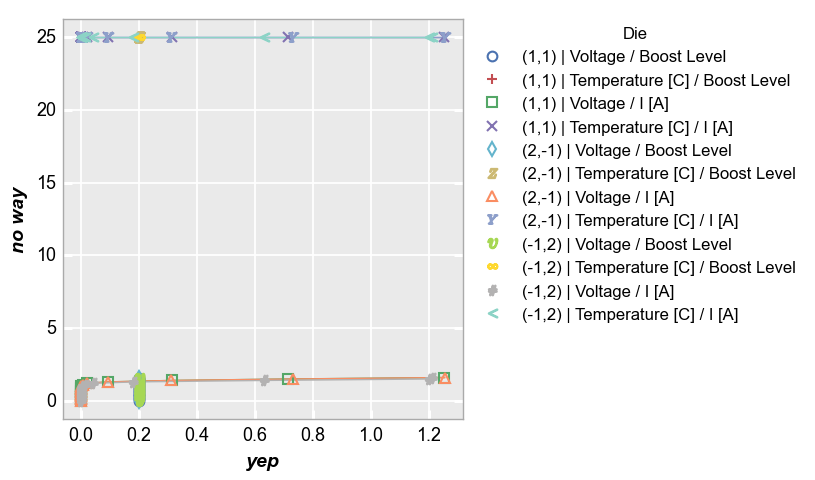 Die
(1,1) | Voltage / Boost Level
(1,1) | Temperature [C] / Boost Level
(1,1) | Voltage / I [A]
(1,1) | Temperature [C] / I [A]
(2,-1) | Voltage / Boost Level
(2,-1) | Temperature [C] / Boost Level
(2,-1) | Voltage / I [A]
(2,-1) | Temperature [C] / I [A]
(-1,2) | Voltage / Boost Level
(-1,2) | Temperature [C] / Boost Level
(-1,2) | Voltage / I [A]
(-1,2) | Temperature [C] / I [A]
no way
25
20
15
10
5
0
0.0 0.2 0.4 0.6 0.8 1.0 1.2
yep